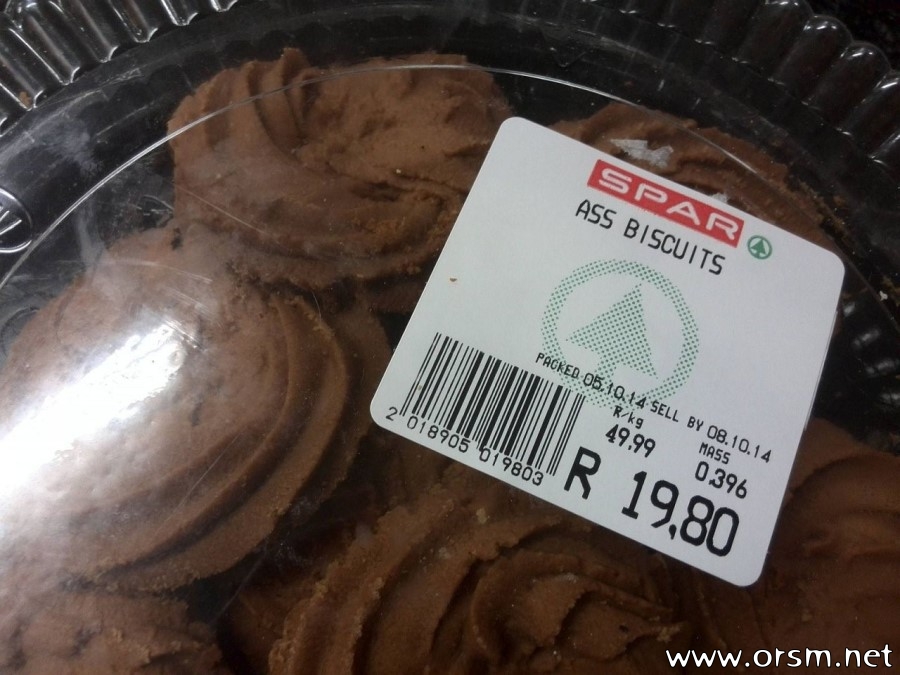 SPAR
ASS BISCUITS
PACKED 05.10.14 SELL BY 08.10.14
R/kg MASS
49.99 0.396
2 018905 019803
R 19,80
www.orsm.net